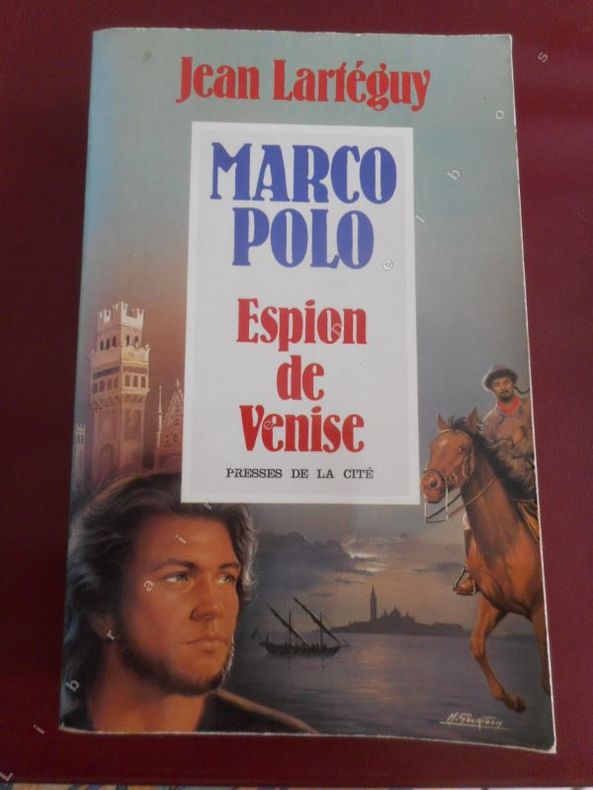 Jean Lartéguy
MARCO
POLO
Espion
de
Venise
PRESSES DE LA CITÉ